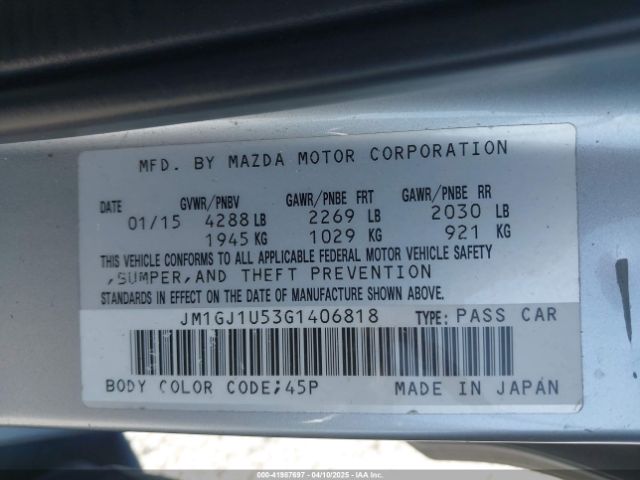 MFD. BY MAZDA MOTOR CORPORATION
DATE GVWR/PNBV GAWR/PNBE FRT GAWR/PNBE RR
01/15 4288 LB 2269 LB 2030 LB
1945 KG 1029 KG 921 KG
THIS VEHICLE CONFORMS TO ALL APPLICABLE FEDERAL MOTOR VEHICLE SAFETY
,BUMPER,AND THEFT PREVENTION
STANDARDS IN EFFECT ON THE DATE OF MANUFACTURE SHOWN ABOVE.
JM1GJ1U53G1406818 TYPE: PASS CAR
BODY COLOR CODE;45P MADE IN JAPAN
000-41987697 - 04/10/2025 - IAAI.COM